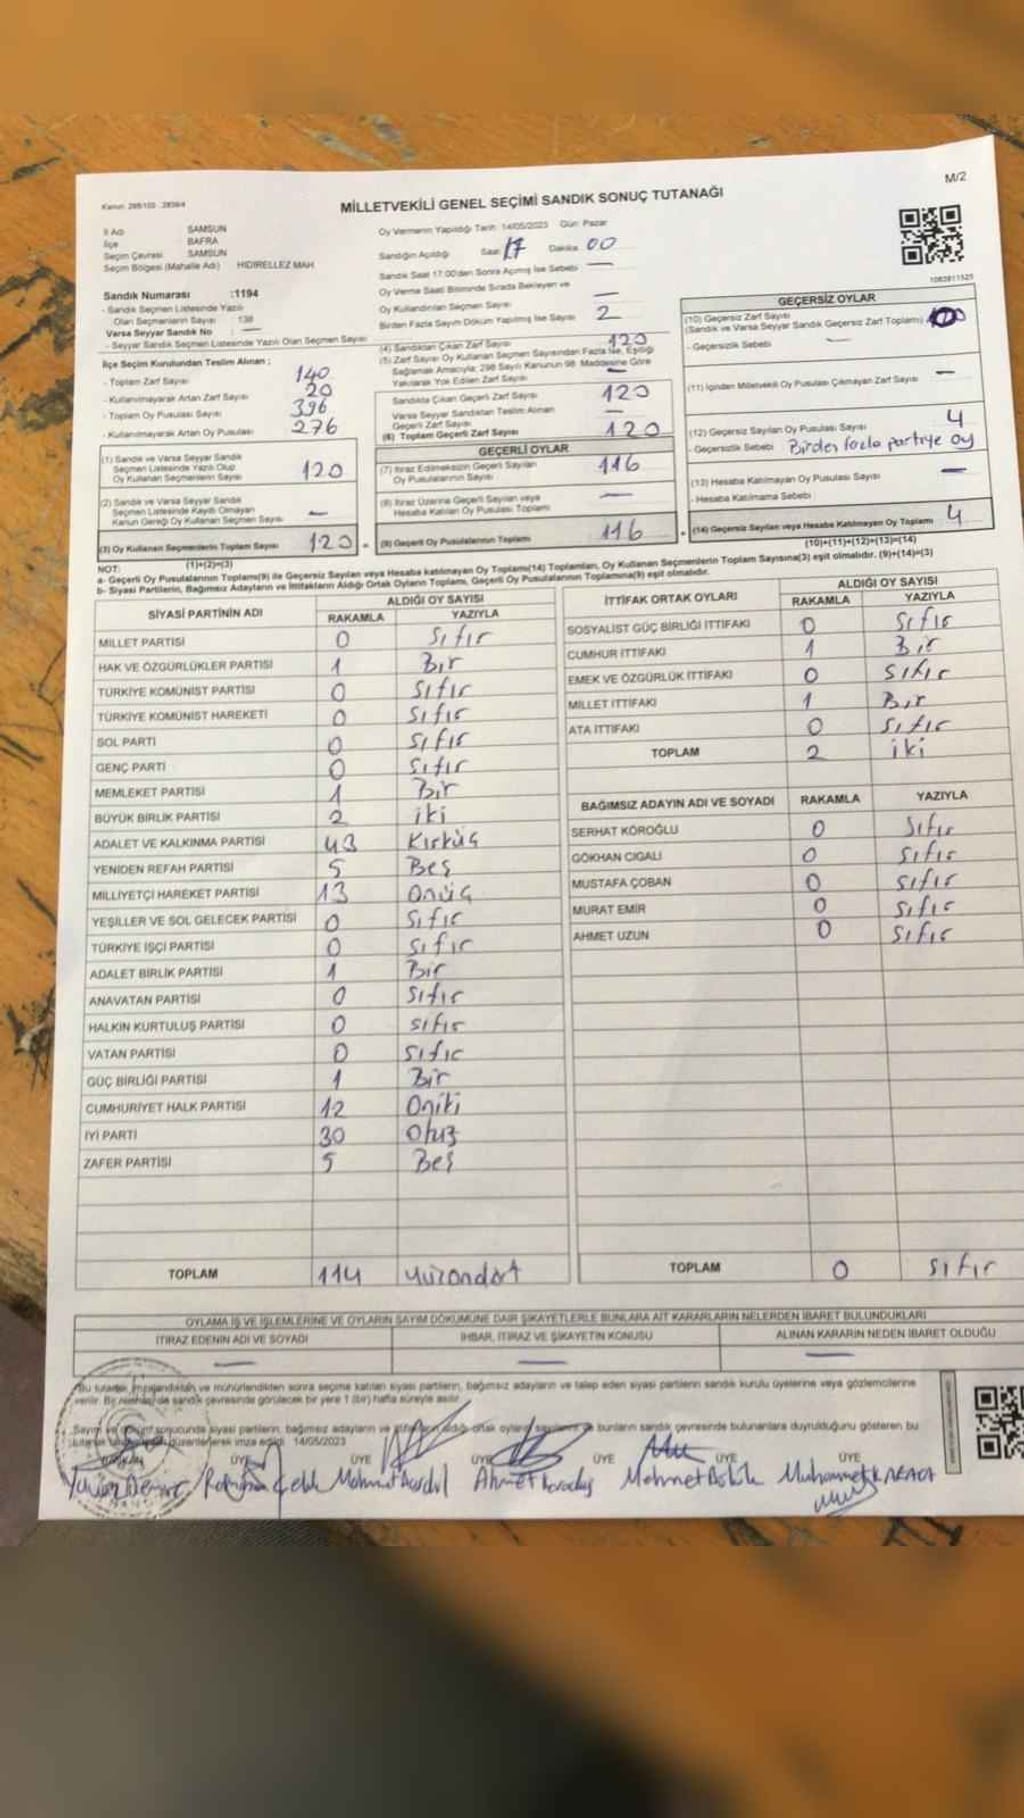 M/2
MİLLETVEKİLİ GENEL SEÇİMİ SANDIK SONUÇ TUTANAĞI
İl Adı SAMSUN
İlçe BAFRA
Seçim Çevresi SAMSUN
Seçim Bölgesi (Mahalle Adı) HIDIRELLEZ MAH
Sandık Numarası :1194
- Sandık Seçmen Listesinde Yazılı
Olan Seçmenlerin Sayısı : 138
Varsa Seyyar Sandık No : —
- Seyyar Sandık Seçmen Listesinde Yazılı Olan Seçmen Sayısı
Oy Vermenin Yapıldığı Tarih: 14/05/2023 Gün: Pazar
Sandığın Açıldığı Saat 17 Dakika 00
Sandık Saat 17:00'den Sonra Açılmış İse Sebebi —
Oy Verme Saati Bitiminde Sırada Bekleyen ve
Oy Kullandırılan Seçmen Sayısı —
Birden Fazla Sayım Döküm Yapılmış İse Sayısı 2
İlçe Seçim Kurulundan Teslim Alınan ;
- Toplam Zarf Sayısı 140
- Kullanılmayarak Artan Zarf Sayısı 20
- Toplam Oy Pusulası Sayısı 396
- Kullanılmayarak Artan Oy Pusulası 276
(1) Sandık ve Varsa Seyyar Sandık
Seçmen Listesinde Yazılı Olup
Oy Kullanan Seçmenlerin Sayısı 120
(2) Sandık ve Varsa Seyyar Sandık
Seçmen Listesinde Kayıtlı Olmayan
Kanun Gereği Oy Kullanan Seçmen Sayısı —
(3) Oy Kullanan Seçmenlerin Toplam Sayısı 120
(1)+(2)=(3)
(4) Sandıktan Çıkan Zarf Sayısı 120
(5) Zarf Sayısı Oy Kullanan Seçmen Sayısından Fazla İse, Eşitliği
Sağlamak Amacıyla; 298 Sayılı Kanunun 98. Maddesine Göre
Yakılarak Yok Edilen Zarf Sayısı —
Sandıkta Çıkan Geçerli Zarf Sayısı 120
Varsa Seyyar Sandıktan Teslim Alınan
Geçerli Zarf Sayısı —
(6) Toplam Geçerli Zarf Sayısı 120
GEÇERLİ OYLAR
(7) İtiraz Edilmeksizin Geçerli Sayılan
Oy Pusulalarının Sayısı 116
(8) İtiraz Üzerine Geçerli Sayılan veya
Hesaba Katılan Oy Pusulası Toplamı —
(9) Geçerli Oy Pusulalarının Toplamı 116
GEÇERSİZ OYLAR
(10) Geçersiz Zarf Sayısı
(Sandık ve Varsa Seyyar Sandık Geçersiz Zarf Toplamı)
- Geçersizlik Sebebi —
(11) İçinden Milletvekili Oy Pusulası Çıkmayan Zarf Sayısı —
(12) Geçersiz Sayılan Oy Pusulası Sayısı 4
- Geçersizlik Sebebi Birden fazla partiye oy
(13) Hesaba Katılmayan Oy Pusulası Sayısı —
- Hesaba Katılmama Sebebi
(14) Geçersiz Sayılan veya Hesaba Katılmayan Oy Toplamı 4
(10)+(11)+(12)+(13)=(14)
NOT:
a- Geçerli Oy Pusulalarının Toplamı(9) ile Geçersiz Sayılan veya Hesaba katılmayan Oy Toplamı(14) Toplamları, Oy Kullanan Seçmenlerin Toplam Sayısına(3) eşit olmalıdır. (9)+(14)=(3)
b- Siyasi Partilerin, Bağımsız Adayların ve İttifakların Aldığı Ortak Oyların Toplamı, Geçerli Oy Pusulalarının Toplamına(9) eşit olmalıdır.
SİYASİ PARTİNİN ADI ALDIĞI OY SAYISI
RAKAMLA YAZIYLA
MİLLET PARTİSİ 0 Sıfır
HAK VE ÖZGÜRLÜKLER PARTİSİ 1 Bir
TÜRKİYE KOMÜNİST PARTİSİ 0 Sıfır
TÜRKİYE KOMÜNİST HAREKETİ 0 Sıfır
SOL PARTİ 0 Sıfır
GENÇ PARTİ 0 Sıfır
MEMLEKET PARTİSİ 1 Bir
BÜYÜK BİRLİK PARTİSİ 2 iki
ADALET VE KALKINMA PARTİSİ 43 Kırküç
YENİDEN REFAH PARTİSİ 5 Beş
MİLLİYETÇİ HAREKET PARTİSİ 13 Onüç
YEŞİLLER VE SOL GELECEK PARTİSİ 0 Sıfır
TÜRKİYE İŞÇİ PARTİSİ 0 Sıfır
ADALET BİRLİK PARTİSİ 1 Bir
ANAVATAN PARTİSİ 0 Sıfır
HALKIN KURTULUŞ PARTİSİ 0 Sıfır
VATAN PARTİSİ 0 Sıfır
GÜÇ BİRLİĞİ PARTİSİ 1 Bir
CUMHURİYET HALK PARTİSİ 12 Oniki
İYİ PARTİ 30 Otuz
ZAFER PARTİSİ 5 Beş
TOPLAM 114 Yüzondört
İTTİFAK ORTAK OYLARI ALDIĞI OY SAYISI
RAKAMLA YAZIYLA
SOSYALİST GÜÇ BİRLİĞİ İTTİFAKI 0 Sıfır
CUMHUR İTTİFAKI 1 Bir
EMEK VE ÖZGÜRLÜK İTTİFAKI 0 Sıfır
MİLLET İTTİFAKI 1 Bir
ATA İTTİFAKI 0 Sıfır
TOPLAM 2 iki
BAĞIMSIZ ADAYIN ADI VE SOYADI RAKAMLA YAZIYLA
SERHAT KÖROĞLU 0 Sıfır
GÖKHAN CIGALI 0 Sıfır
MUSTAFA ÇOBAN 0 Sıfır
MURAT EMİR 0 Sıfır
AHMET UZUN 0 Sıfır
TOPLAM 0 Sıfır
OYLAMA İŞ VE İŞLEMLERİNE VE OYLARIN SAYIM DÖKÜMÜNE DAİR ŞİKAYETLERLE BUNLARA AİT KARARLARIN NELERDEN İBARET BULUNDUKLARI
İTİRAZ EDENİN ADI VE SOYADI İHBAR, İTİRAZ VE ŞİKAYETİN KONUSU ALINAN KARARIN NEDEN İBARET OLDUĞU
— — —
Bu tutanak, imzalandıktan ve mühürlendikten sonra seçime katılan siyasi partilerin, bağımsız adayların ve talep eden siyasi partilerin sandık kurulu üyelerine veya gözlemcilerine
verilir. Bir nüshası da sandık çevresinde görülecek bir yere 1 (bir) hafta süreyle asılır.
siyasi partilerin, bağımsız adayların ve bunların sandık çevresinde bulunanlara duyurulduğunu gösteren bu
düzenlenerek imza edildi. 14/05/2023
ÜYE ÜYE ÜYE ÜYE ÜYE ÜYE
Mahmut Ahmet Mehmet Muhammet KARACA